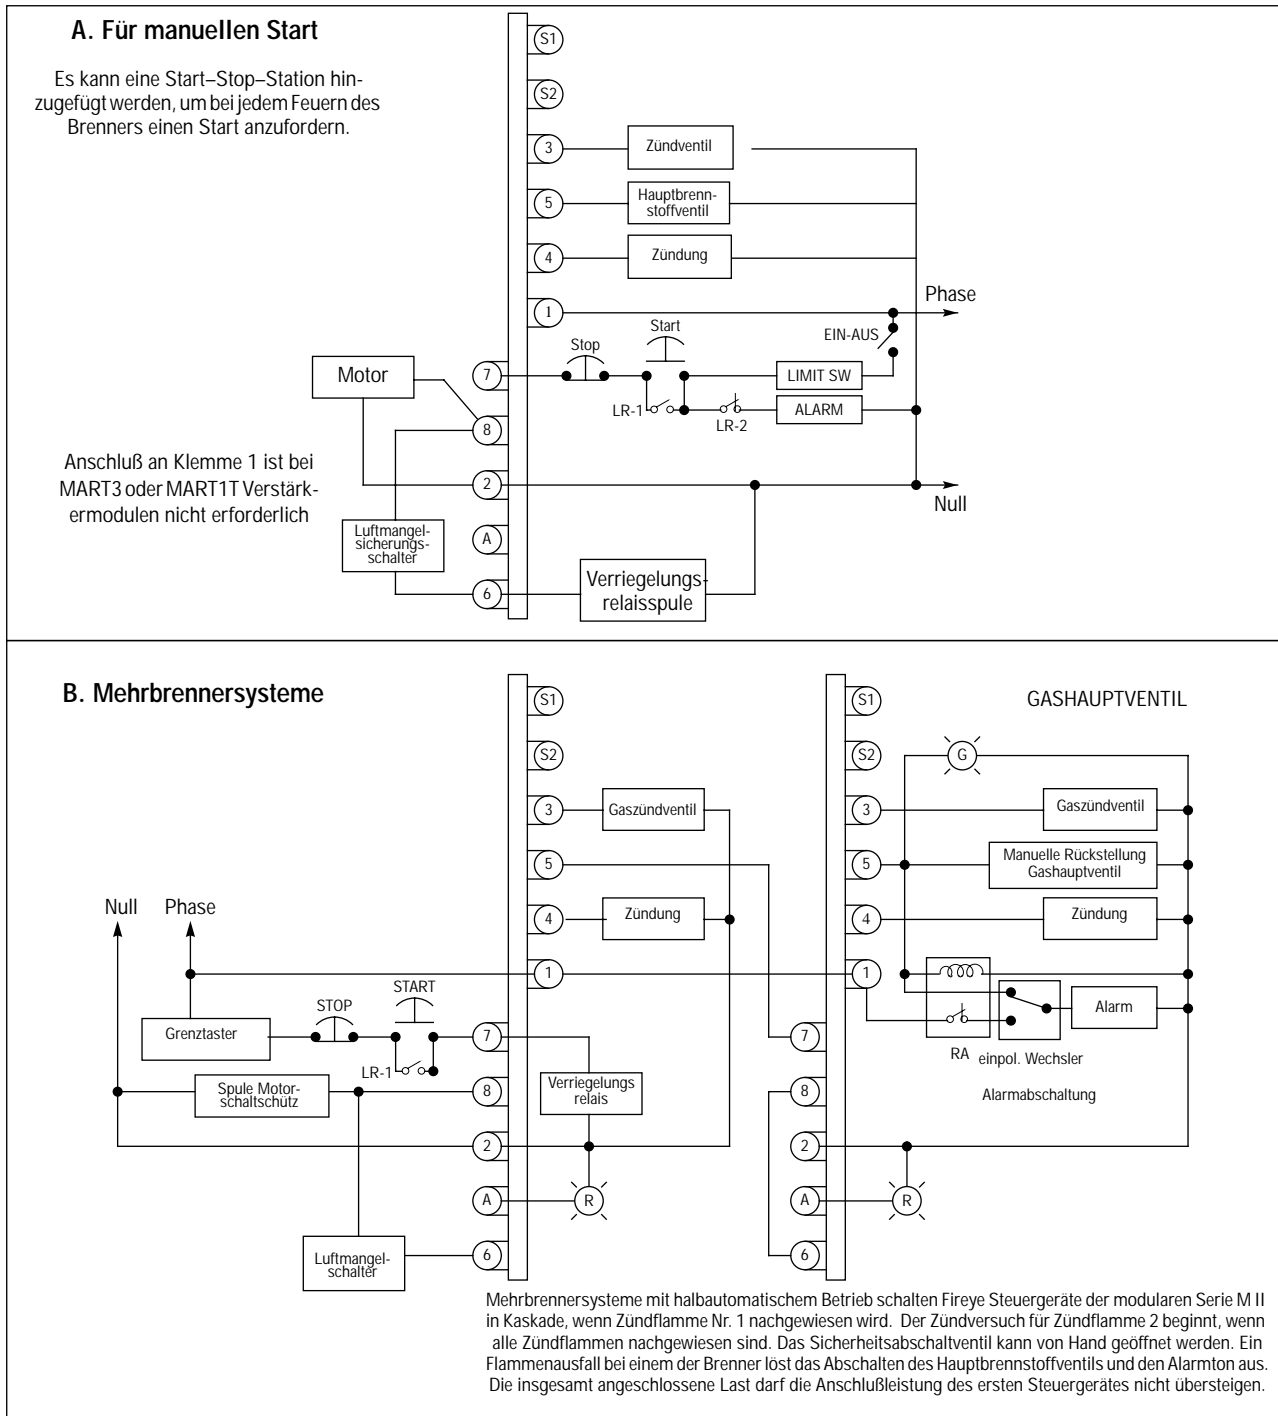 A. Für manuellen Start
Es kann eine Start–Stop–Station hin-
zugefügt werden, um bei jedem Feuern des
Brenners einen Start anzufordern.
S1
S2
3
Zündventil
5
Hauptbrenn-
stoffventil
4
Zündung
1
Phase
EIN-AUS
Start
Stop
Motor
7
LIMIT SW
LR-1
LR-2
ALARM
8
Anschluß an Klemme 1 ist bei
MART3 oder MART1T Verstärk-
ermodulen nicht erforderlich
2
Null
Luftmangel-
sicherungs-
schalter
A
6
Verriegelungs-
relaisspule
B. Mehrbrennersysteme
S1
S2
3
Gaszündventil
5
4
Zündung
Null
Phase
1
START
STOP
Grenztaster
7
LR-1
Spule Motor-
schaltschütz
8
Verriegelungs
relais
2
A
R
Luftmangel-
schalter
6
GASHAUPTVENTIL
S1
S2
G
3
Gaszündventil
5
Manuelle Rückstellung
Gashauptventil
4
Zündung
1
Alarm
RA
einpol. Wechsler
7
8
Alarmabschaltung
2
A
R
6
Mehrbrennersysteme mit halbautomatischem Betrieb schalten Fireye Steuergeräte der modularen Serie M II
in Kaskade, wenn Zündflamme Nr. 1 nachgewiesen wird. Der Zündversuch für Zündflamme 2 beginnt, wenn
alle Zündflammen nachgewiesen sind. Das Sicherheitsabschaltventil kann von Hand geöffnet werden. Ein
Flammenausfall bei einem der Brenner löst das Abschalten des Hauptbrennstoffventils und den Alarmton aus.
Die insgesamt angeschlossene Last darf die Anschlußleistung des ersten Steuergerätes nicht übersteigen.